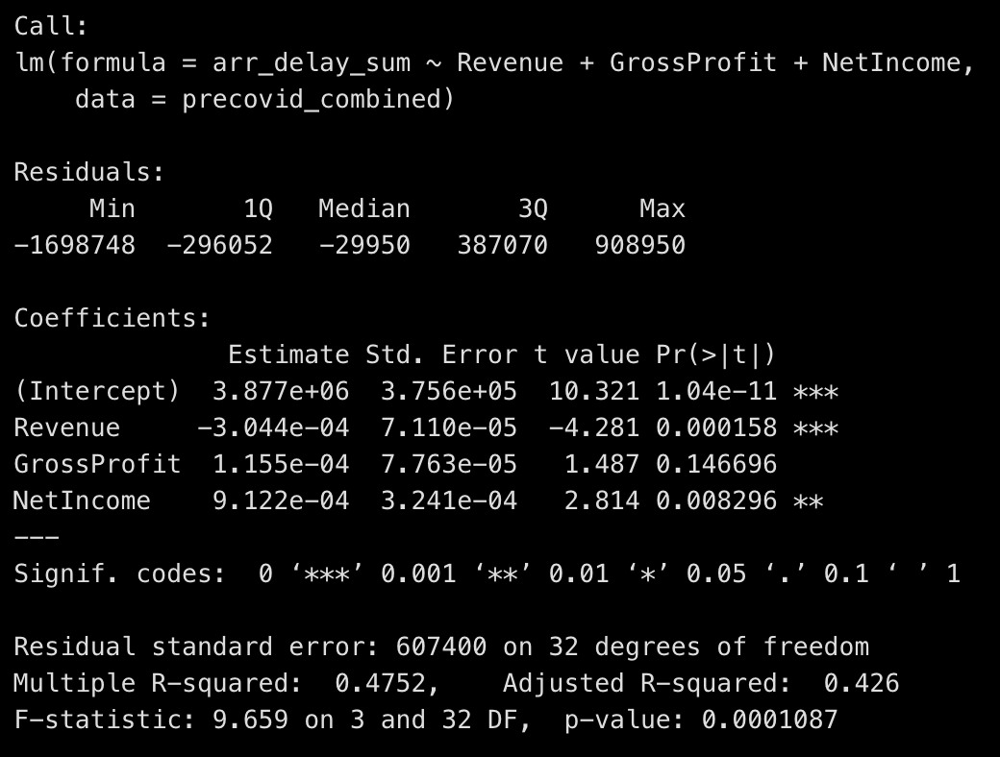 Call:
lm(formula = arr_delay_sum ~ Revenue + GrossProfit + NetIncome,
    data = precovid_combined)

Residuals:
     Min       1Q   Median       3Q      Max
-1698748  -296052   -29950   387070   908950

Coefficients:
              Estimate Std. Error t value Pr(>|t|)
(Intercept)  3.877e+06  3.756e+05  10.321 1.04e-11 ***
Revenue     -3.044e-04  7.110e-05  -4.281 0.000158 ***
GrossProfit  1.155e-04  7.763e-05   1.487 0.146696
NetIncome    9.122e-04  3.241e-04   2.814 0.008296 **
---
Signif. codes:  0 ‘***’ 0.001 ‘**’ 0.01 ‘*’ 0.05 ‘.’ 0.1 ‘ ’ 1

Residual standard error: 607400 on 32 degrees of freedom
Multiple R-squared:  0.4752,    Adjusted R-squared:  0.426
F-statistic: 9.659 on 3 and 32 DF,  p-value: 0.0001087